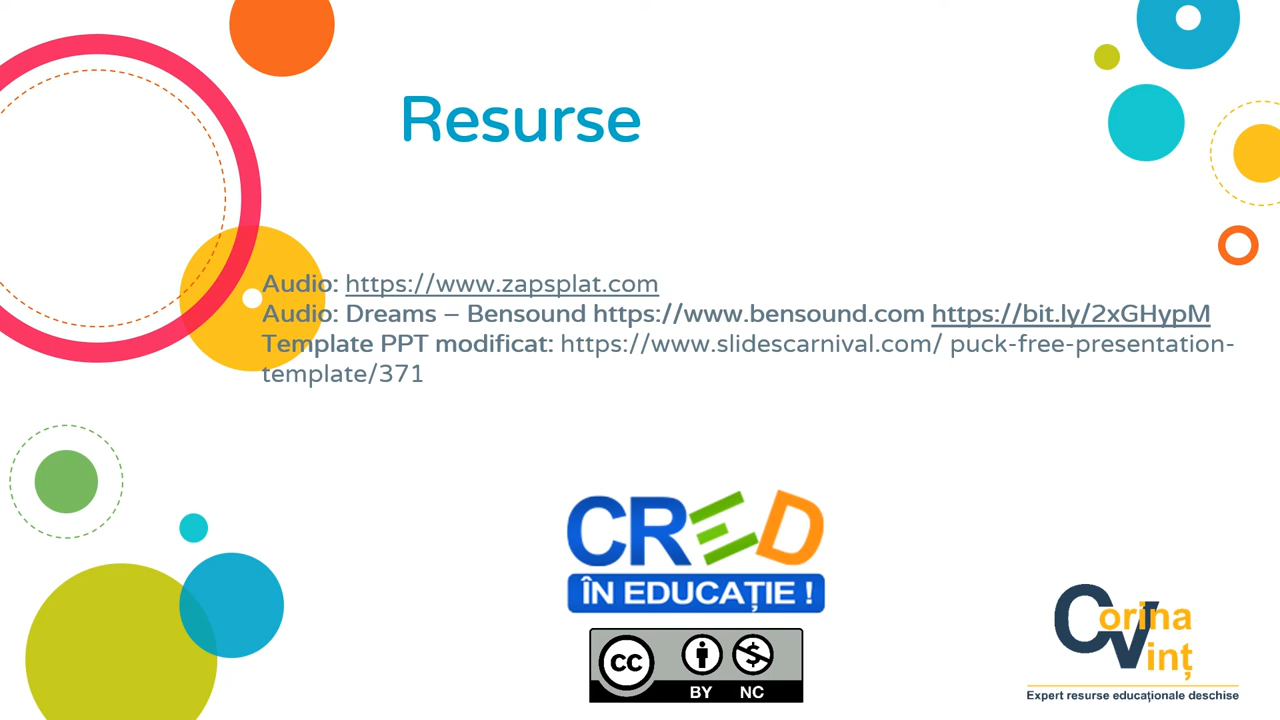 Resurse
Audio: https://www.zapsplat.com
Audio: Dreams – Bensound https://www.bensound.com https://bit.ly/2xGHypM
Template PPT modificat: https://www.slidescarnival.com/ puck-free-presentation-
template/371
CRED
ÎN EDUCAȚIE !
CC BY NC
Corina
Vinț
Expert resurse educaționale deschise